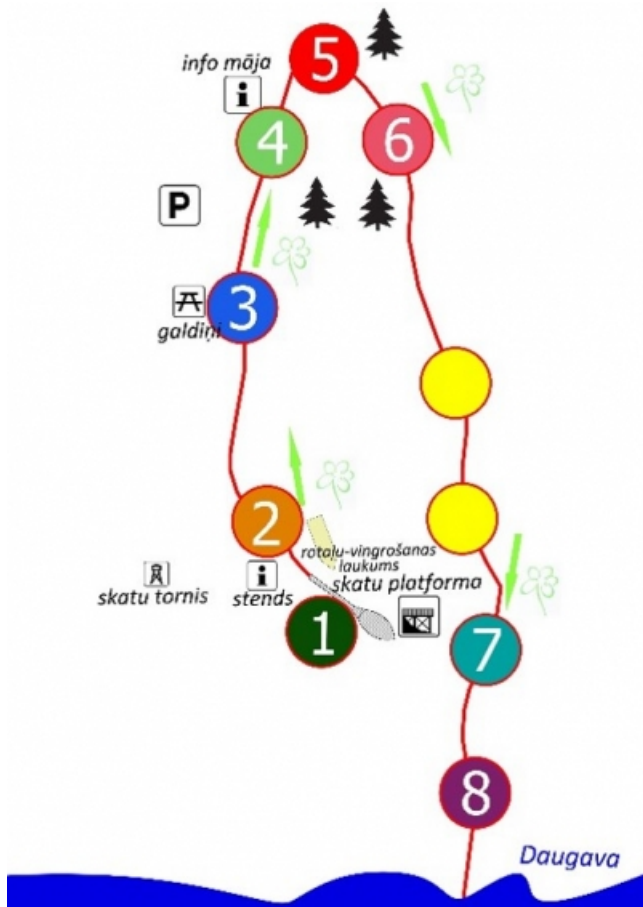 5
info māja
i
4
6
P
3
galdiņi
2
rotaļu-vingrošanas
laukums
i
skatu platforma
skatu tornis
stends
1
7
8
Daugava